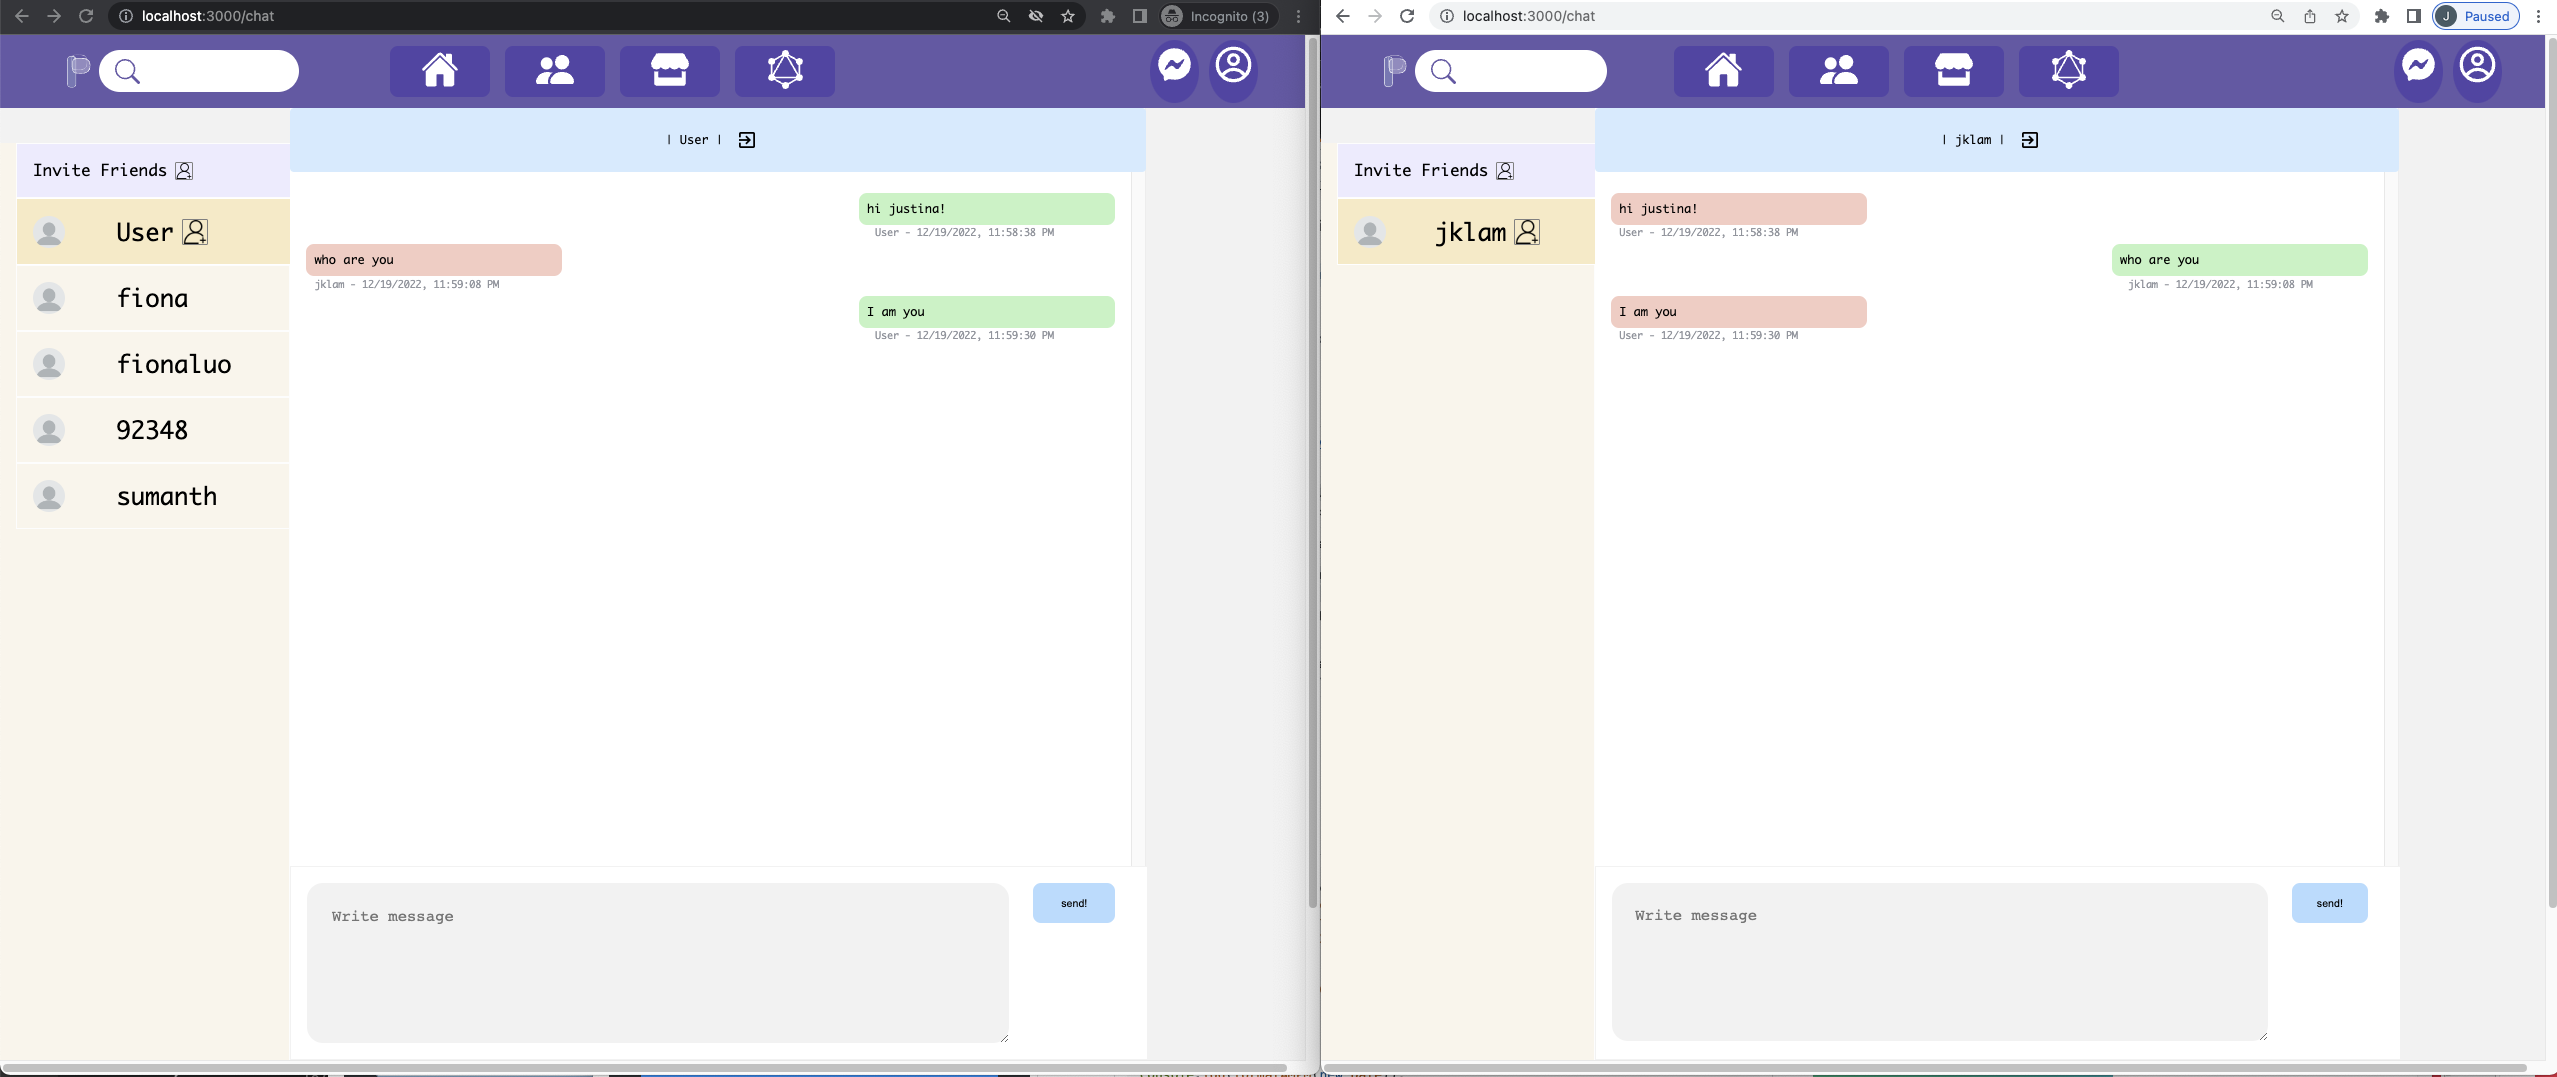 localhost:3000/chat
Incognito (3)
| User |
Invite Friends
User
fiona
fionaluo
92348
sumanth
hi justina!
User - 12/19/2022, 11:58:38 PM
who are you
jklam - 12/19/2022, 11:59:08 PM
I am you
User - 12/19/2022, 11:59:30 PM
Write message
send!
localhost:3000/chat
J Paused
P
| jklam |
Invite Friends
jklam
hi justina!
User - 12/19/2022, 11:58:38 PM
who are you
jklam - 12/19/2022, 11:59:08 PM
I am you
User - 12/19/2022, 11:59:30 PM
Write message
send!